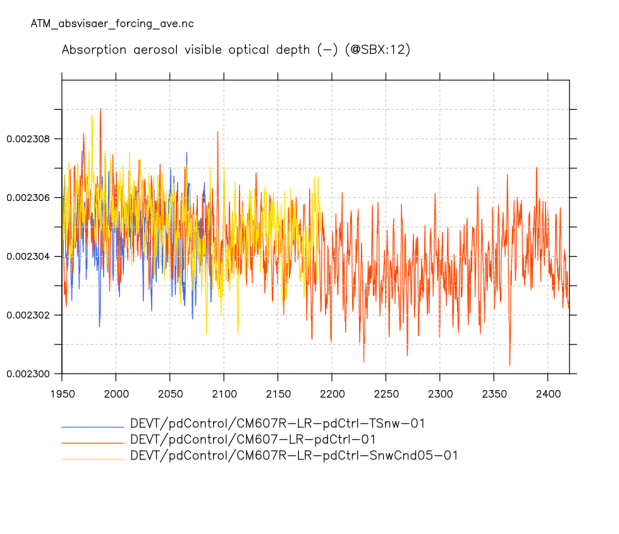 ATM_absvisaer_forcing_ave.nc
Absorption aerosol visible optical depth (-) (@SBX:12)
0.002308
0.002306
0.002304
0.002302
0.002300
1950 2000 2050 2100 2150 2200 2250 2300 2350 2400
DEVT/pdControl/CM607R-LR-pdCtrl-TSnw-01
DEVT/pdControl/CM607-LR-pdCtrl-01
DEVT/pdControl/CM607R-LR-pdCtrl-SnwCnd05-01